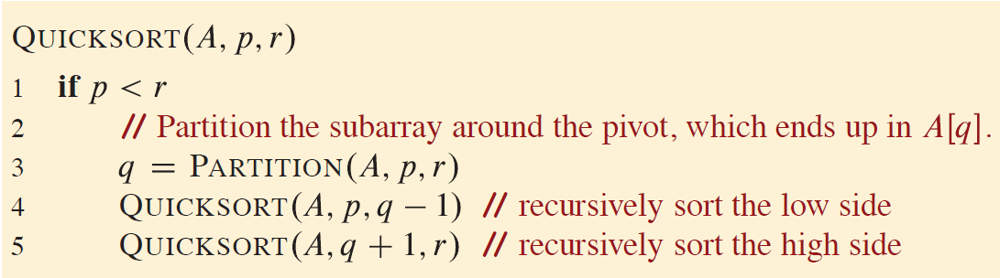 QUICKSORT(A, p, r)
1 if p < r
2 // Partition the subarray around the pivot, which ends up in A[q].
3 q = PARTITION(A, p, r)
4 QUICKSORT(A, p, q − 1) // recursively sort the low side
5 QUICKSORT(A, q + 1, r) // recursively sort the high side